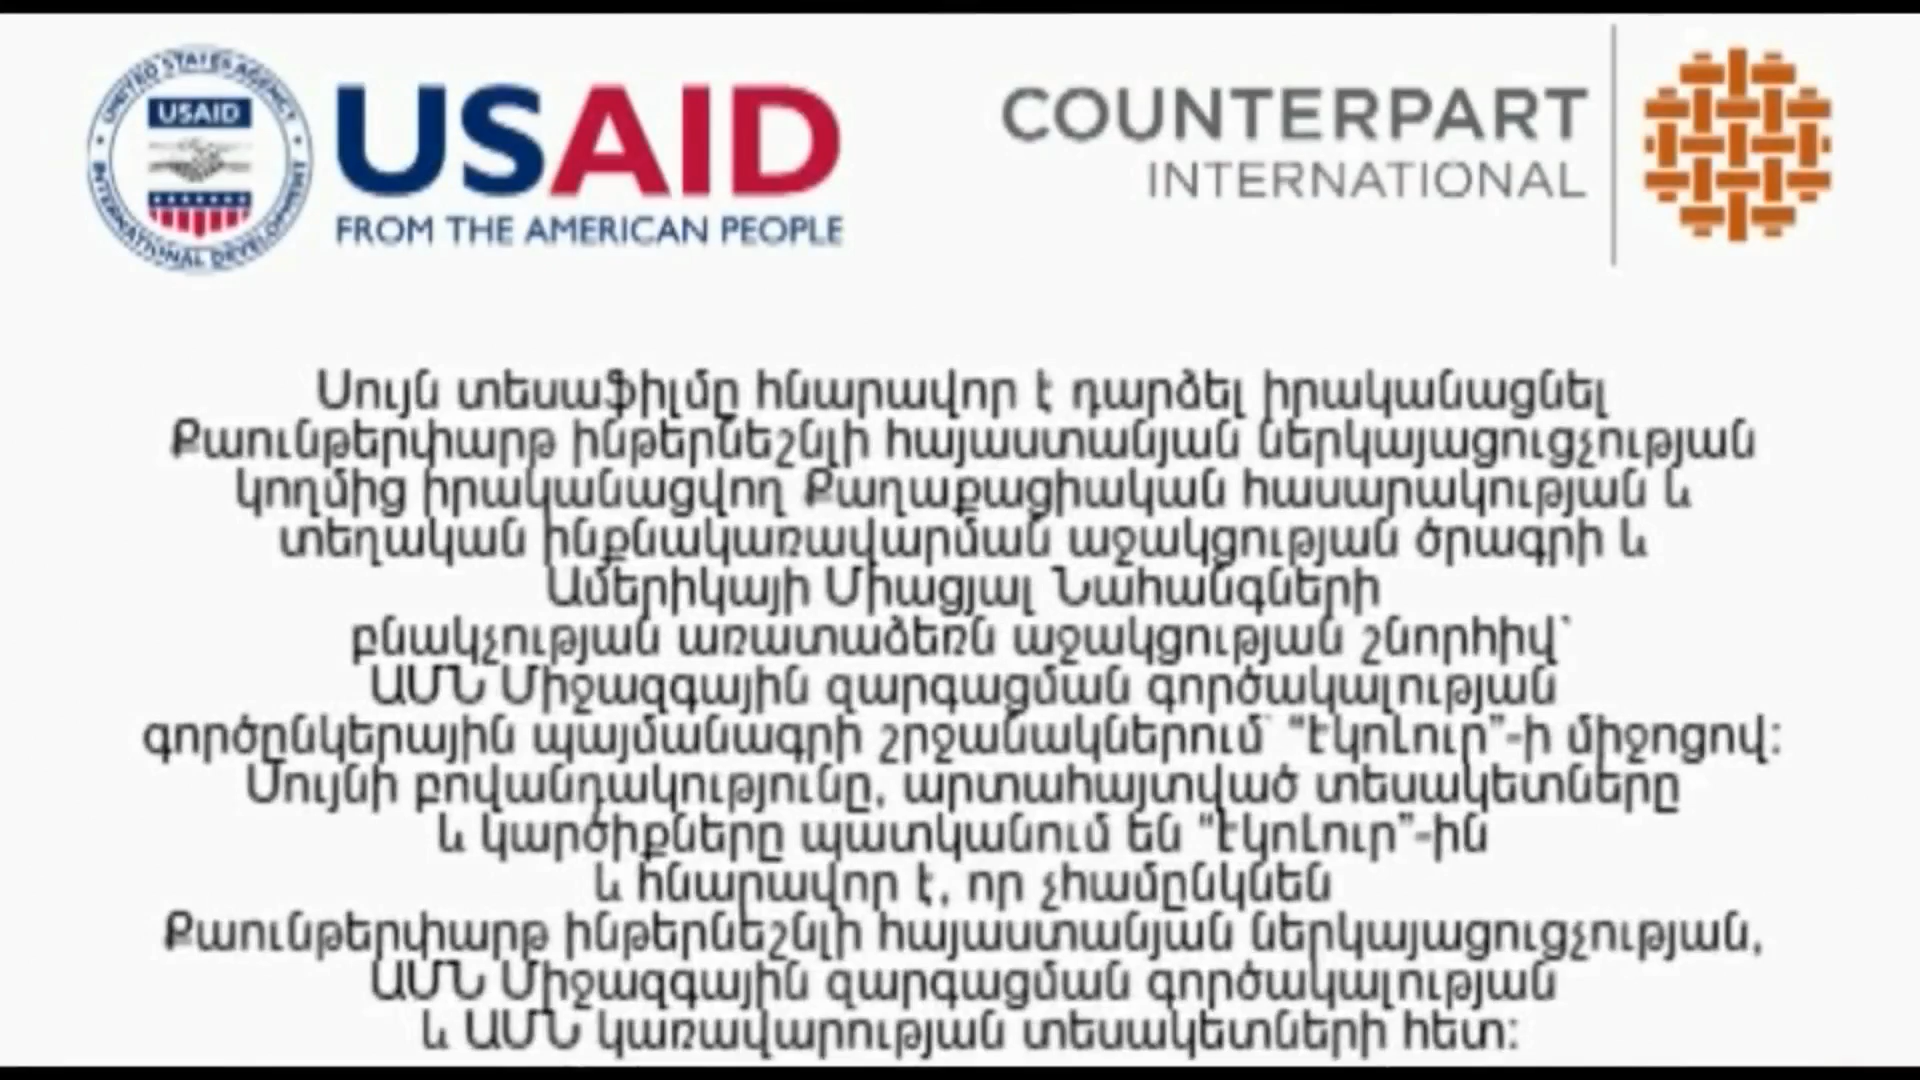 UNITED STATES AGENCY
INTERNATIONAL DEVELOPMENT
USAID
USAID
FROM THE AMERICAN PEOPLE
COUNTERPART
INTERNATIONAL
Սույն տեսաֆիլմը հնարավոր է դարձել իրականացնել
Քաունթերփարթ ինթերնեշնլի հայաստանյան ներկայացուցչության
կողմից իրականացվող Քաղաքացիական հասարակության և
տեղական ինքնակառավարման աջակցության ծրագրի և
Ամերիկայի Միացյալ Նահանգների
բնակչության առատաձեռն աջակցության շնորհիվ՝
ԱՄՆ Միջազգային զարգացման գործակալության
գործընկերային պայմանագրի շրջանակներում՝ “էկոԼուր”-ի միջոցով:
Սույնի բովանդակությունը, արտահայտված տեսակետները
և կարծիքները պատկանում են “էկոԼուր”-ին
և հնարավոր է, որ չհամընկնեն
Քաունթերփարթ ինթերնեշնլի հայաստանյան ներկայացուցչության,
ԱՄՆ Միջազգային զարգացման գործակալության
և ԱՄՆ կառավարության տեսակետների հետ: